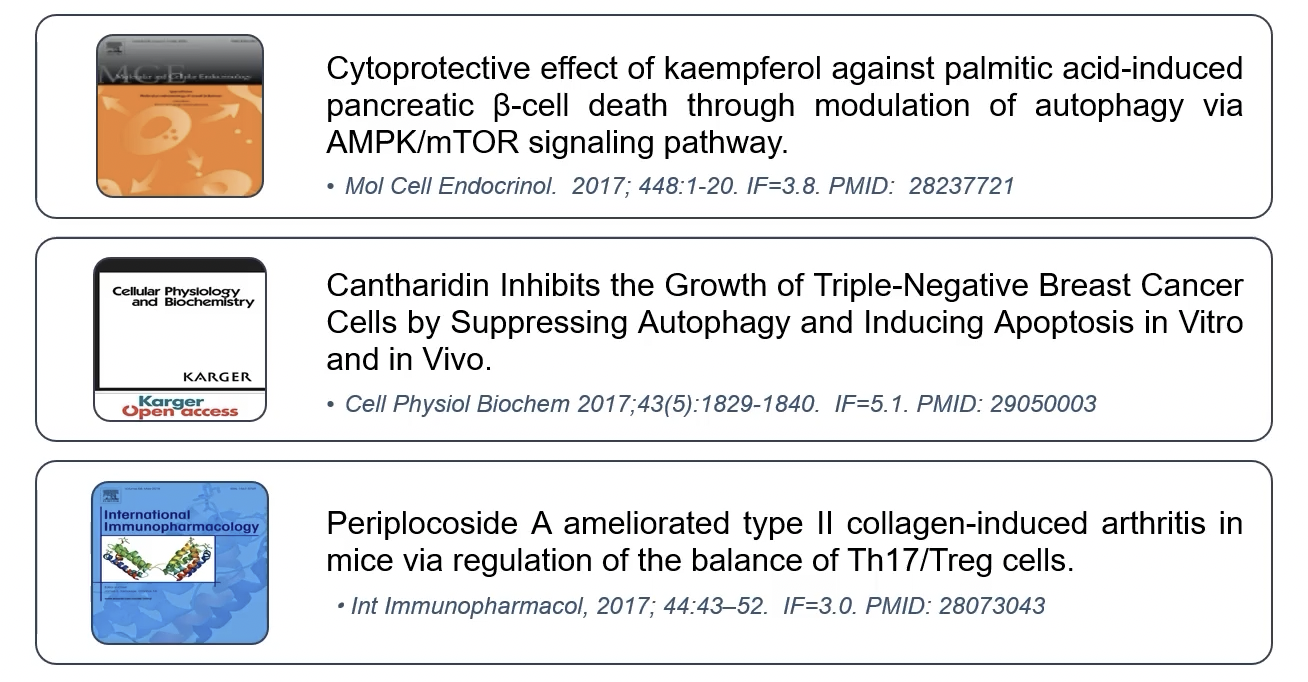 MCE
Molecular and Cellular Endocrinology
Cytoprotective effect of kaempferol against palmitic acid-induced
pancreatic β-cell death through modulation of autophagy via
AMPK/mTOR signaling pathway.
• Mol Cell Endocrinol. 2017; 448:1-20. IF=3.8. PMID: 28237721
Cellular Physiology
and Biochemistry
KARGER
Karger
Open access
Cantharidin Inhibits the Growth of Triple-Negative Breast Cancer
Cells by Suppressing Autophagy and Inducing Apoptosis in Vitro
and in Vivo.
• Cell Physiol Biochem 2017;43(5):1829-1840. IF=5.1. PMID: 29050003
International
Immunopharmacology
Periplocoside A ameliorated type II collagen-induced arthritis in
mice via regulation of the balance of Th17/Treg cells.
• Int Immunopharmacol, 2017; 44:43–52. IF=3.0. PMID: 28073043